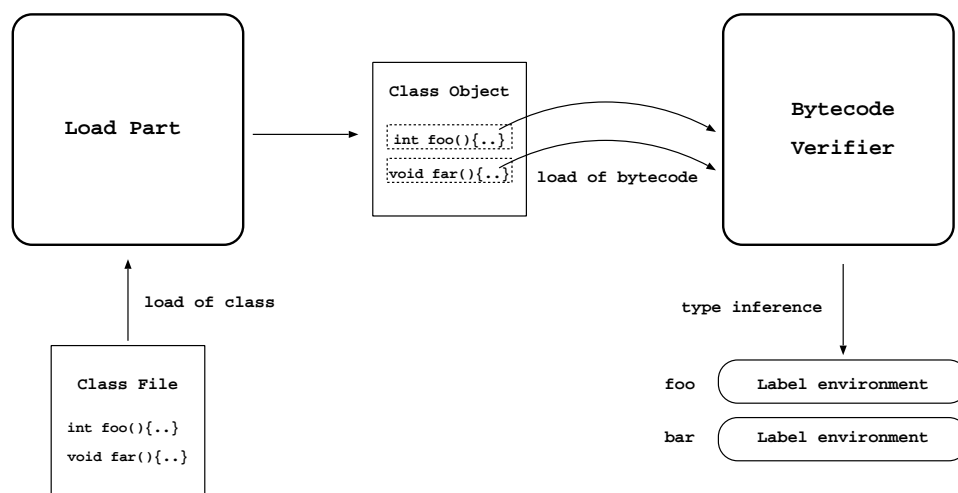 Load Part
Class Object
int foo(){..}
void far(){..}
load of bytecode
Bytecode
Verifier
load of class
type inference
Class File
int foo(){..}
void far(){..}
foo
Label environment
bar
Label environment